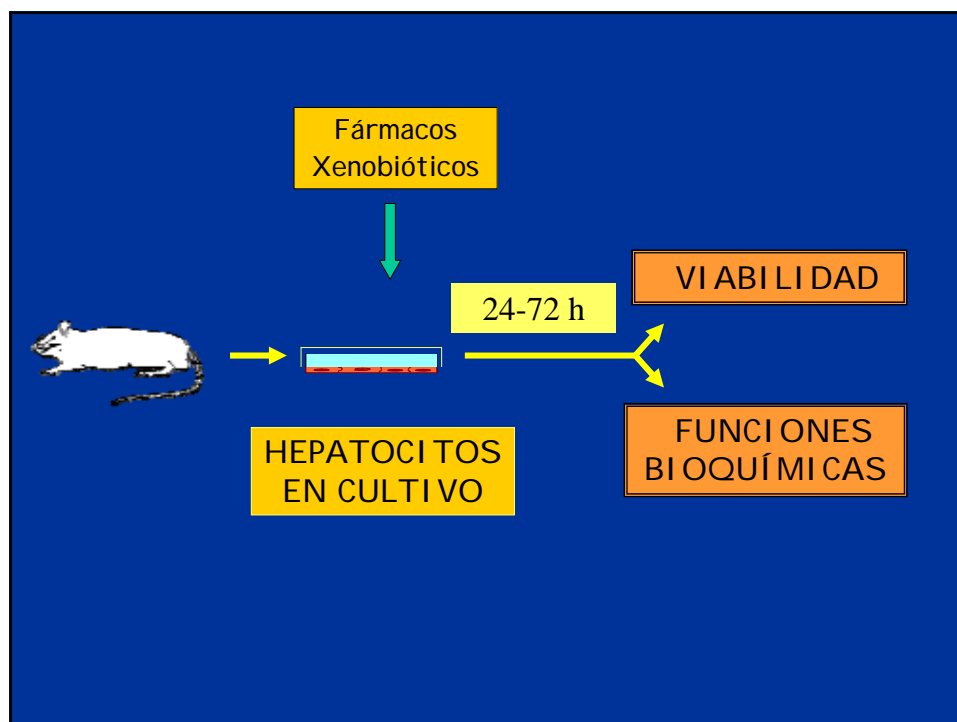 Fármacos
Xenobióticos
24-72 h
VIABILIDAD
HEPATOCITOS
EN CULTIVO
FUNCIONES
BIOQUÍMICAS